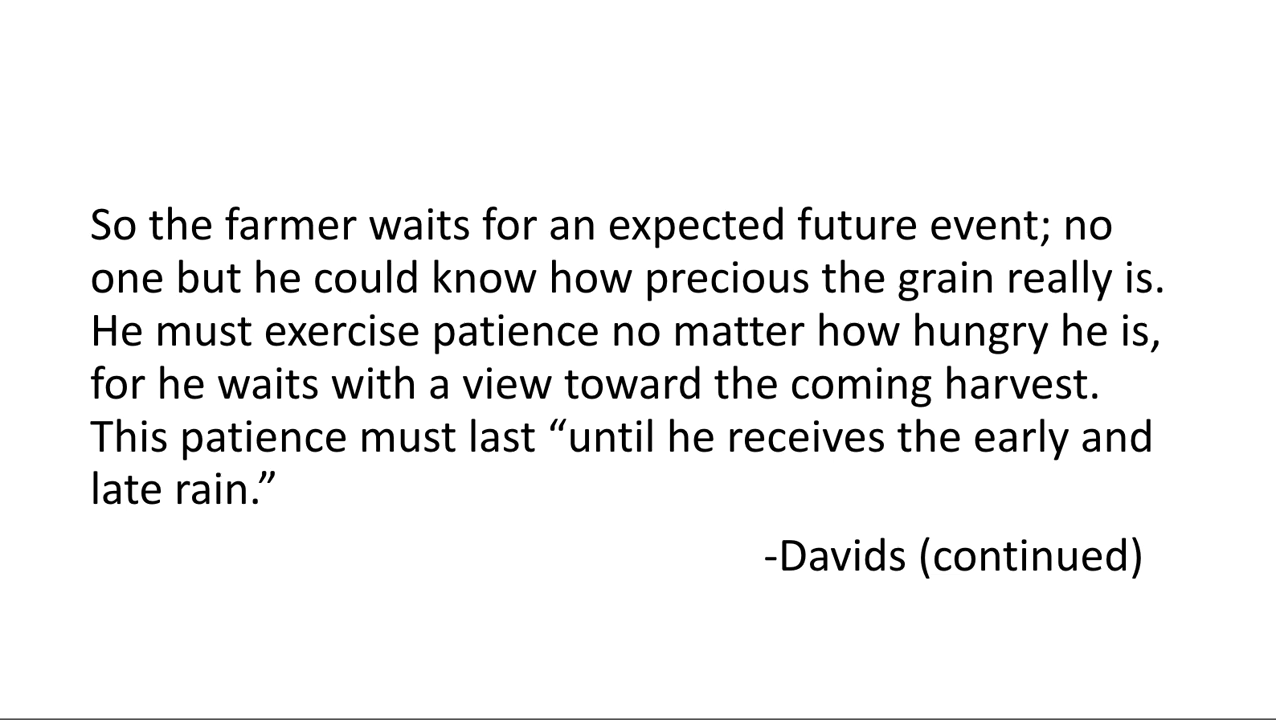 So the farmer waits for an expected future event; no
one but he could know how precious the grain really is.
He must exercise patience no matter how hungry he is,
for he waits with a view toward the coming harvest.
This patience must last “until he receives the early and
late rain.”
-Davids (continued)